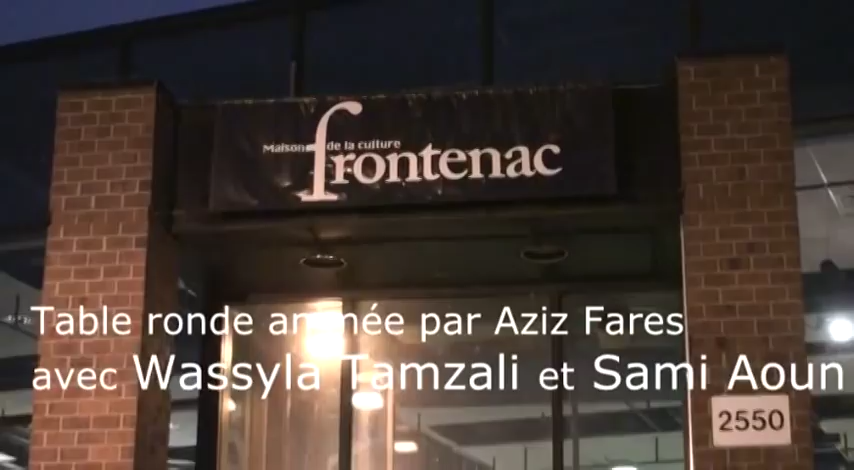 Maison de la culture
frontenac
Table ronde animée par Aziz Fares
avec Wassyla Tamzali et Sami Aoun
2550